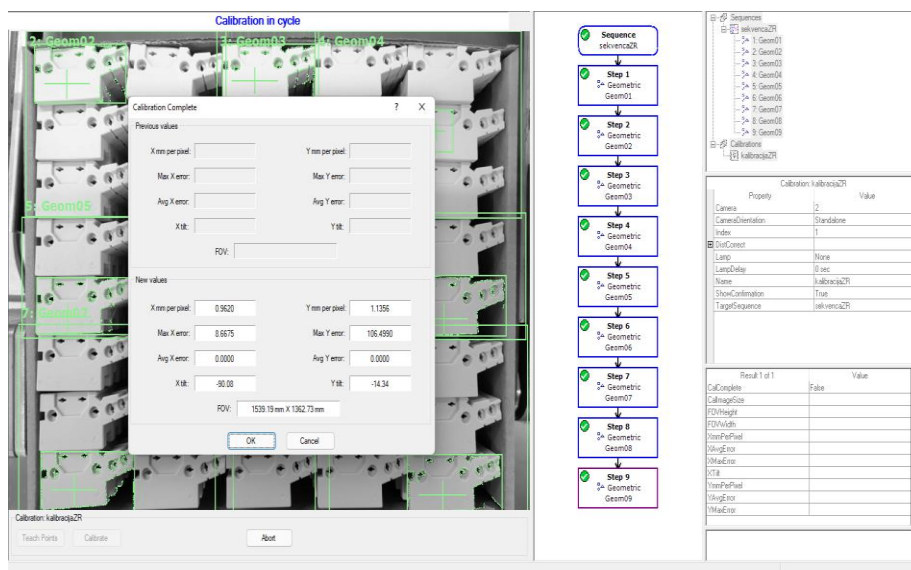 Calibration in cycle
2: Geom02
3: Geom03
4: Geom04
5: Geom05
Calibration Complete
? X
Previous values
X mm per pixel:
Y mm per pixel:
Max X error:
Max Y error:
Avg X error:
Avg Y error:
X tilt:
Y tilt:
FOV:
New values
X mm per pixel: 0.9620
Y mm per pixel: 1.1356
Max X error: 8.6675
Max Y error: 106.4990
Avg X error: 0.0000
Avg Y error: 0.0000
X tilt: -90.08
Y tilt: -14.34
FOV: 1539.19 mm X 1362.73 mm
OK
Cancel
Calibration: kalibracijaZR
Teach Points
Calibrate
Abort
Sequence
sekvencaZR
Step 1
Geometric
Geom01
Step 2
Geometric
Geom02
Step 3
Geometric
Geom03
Step 4
Geometric
Geom04
Step 5
Geometric
Geom05
Step 6
Geometric
Geom06
Step 7
Geometric
Geom07
Step 8
Geometric
Geom08
Step 9
Geometric
Geom09
Sequences
sekvencaZR
1: Geom01
2: Geom02
3: Geom03
4: Geom04
5: Geom05
6: Geom06
7: Geom07
8: Geom08
9: Geom09
Calibrations
kalibracijaZR
Calibration: kalibracijaZR
Property Value
Camera 2
CameraOrientation Standalone
Index 1
DistCorrect
Lamp None
LampDelay 0 sec
Name kalibracijaZR
ShowConfirmation True
TargetSequence sekvencaZR
Result 1 of 1 Value
CalComplete False
CalImageSize
FOVHeight
FOVWidth
XmmPerPixel
XAvgError
XMaxError
XTilt
YmmPerPixel
YAvgError
YMaxError